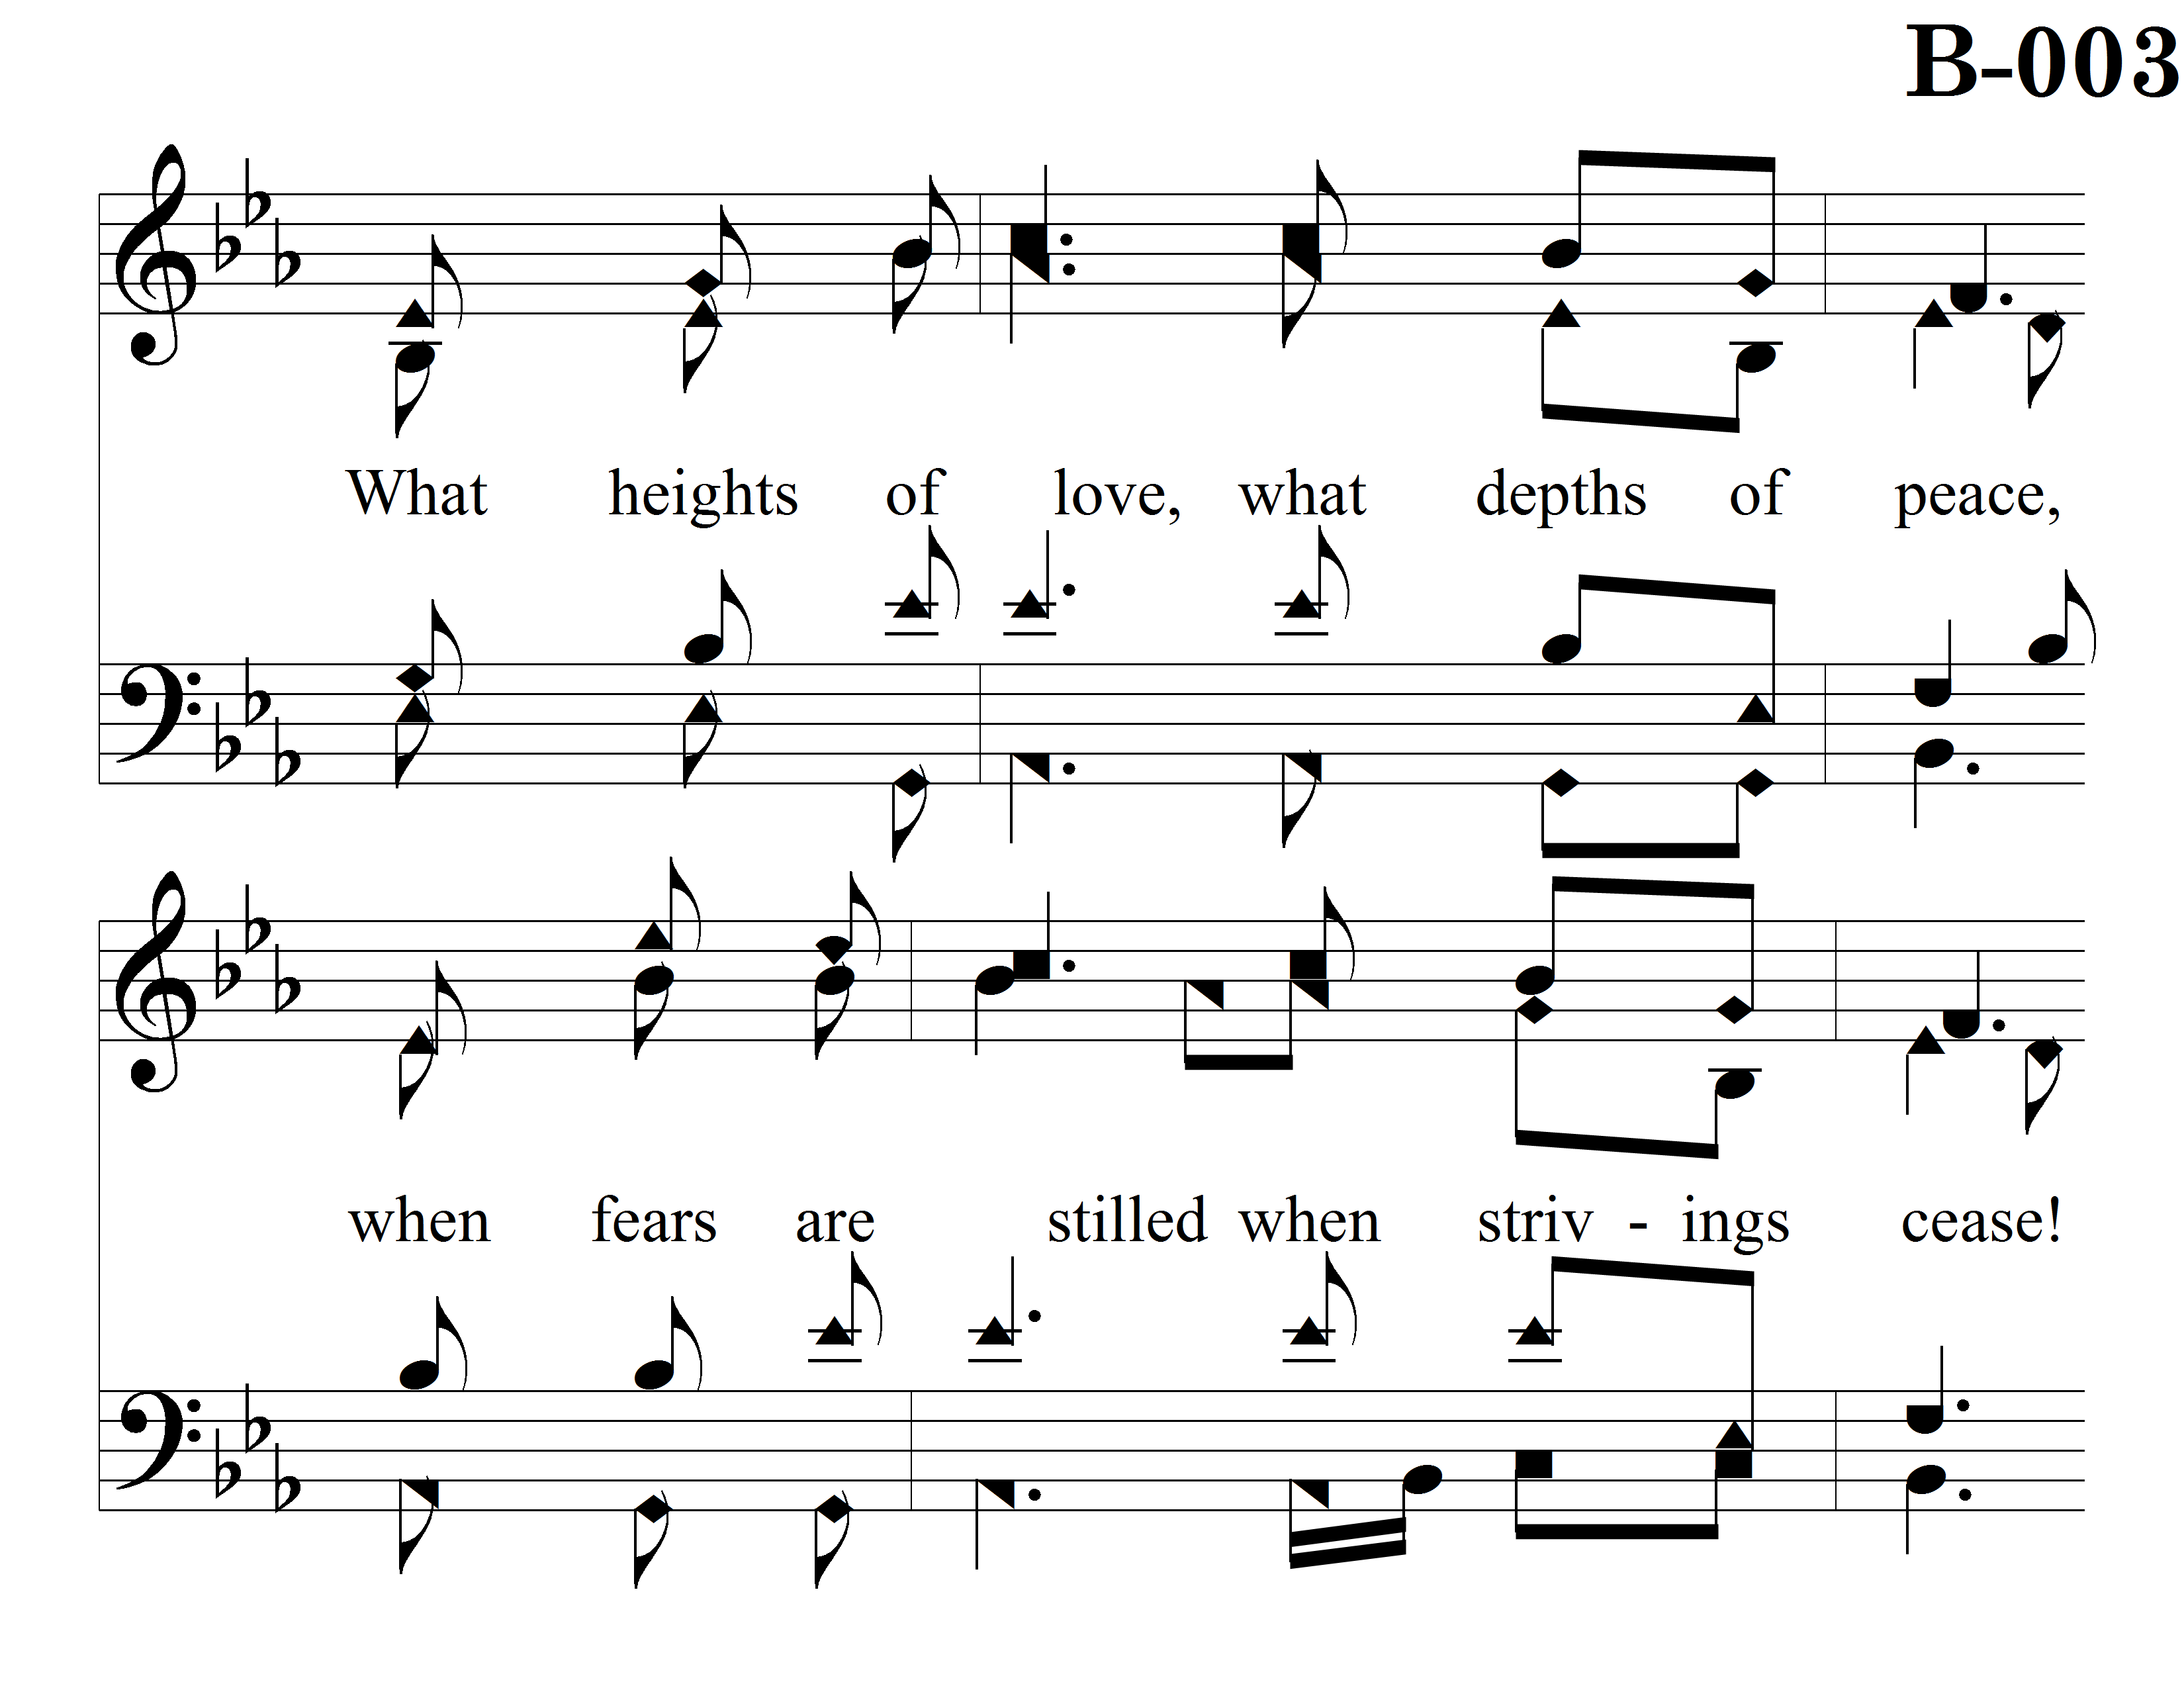 B-003
What heights of love, what depths of peace,
when fears are stilled when striv - ings cease!